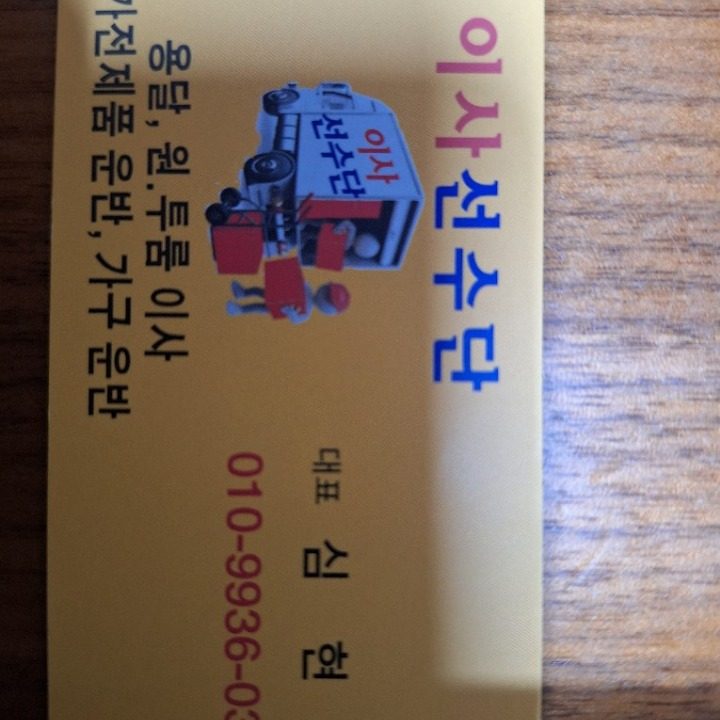 이사선수단
이사
선수단
대표 심 현
010-9936-03
용달, 원.투룸 이사
가전제품 운반, 가구 운반